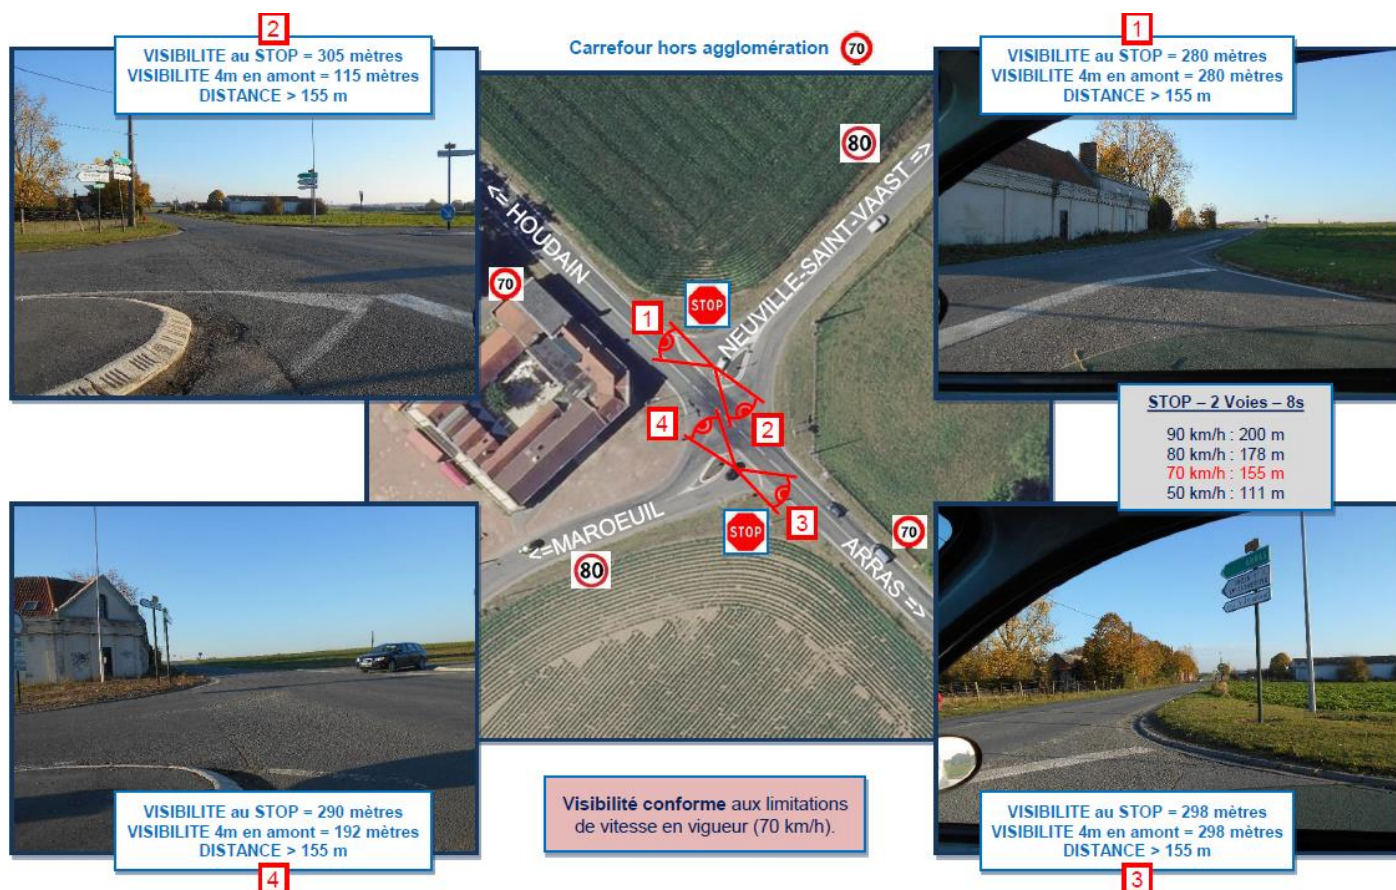 2
VISIBILITE au STOP = 305 mètres
VISIBILITE 4m en amont = 115 mètres
DISTANCE > 155 m
Carrefour hors agglomération 70
1
VISIBILITE au STOP = 280 mètres
VISIBILITE 4m en amont = 280 mètres
DISTANCE > 155 m
80
<= HOUDAIN
NEUVILLE-SAINT-VAAST =>
70
STOP
1
2
4
3
<=MAROEUIL
STOP
ARRAS =>
70
80
STOP – 2 Voies – 8s
90 km/h : 200 m
80 km/h : 178 m
70 km/h : 155 m
50 km/h : 111 m
Visibilité conforme aux limitations
de vitesse en vigueur (70 km/h).
VISIBILITE au STOP = 290 mètres
VISIBILITE 4m en amont = 192 mètres
DISTANCE > 155 m
4
VISIBILITE au STOP = 298 mètres
VISIBILITE 4m en amont = 298 mètres
DISTANCE > 155 m
3